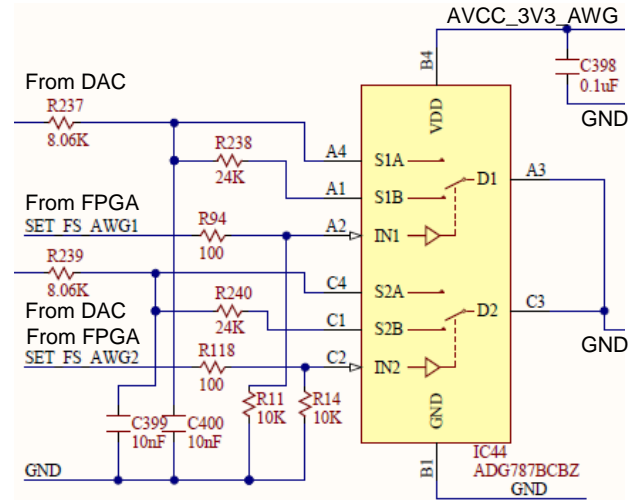 AVCC_3V3_AWG
B4
C398
0.1uF
GND
From DAC
R237
8.06K
VDD
R238
24K
A4
S1A
A1
S1B
D1
A3
From FPGA
SET_FS_AWG1
R94
100
A2
IN1
R239
8.06K
C4
S2A
From DAC
R240
24K
C1
S2B
D2
C3
From FPGA
SET_FS_AWG2
R118
100
C2
IN2
GND
C399
10nF
C400
10nF
R11
10K
R14
10K
GND
GND
B1
IC44
ADG787BCBZ
GND